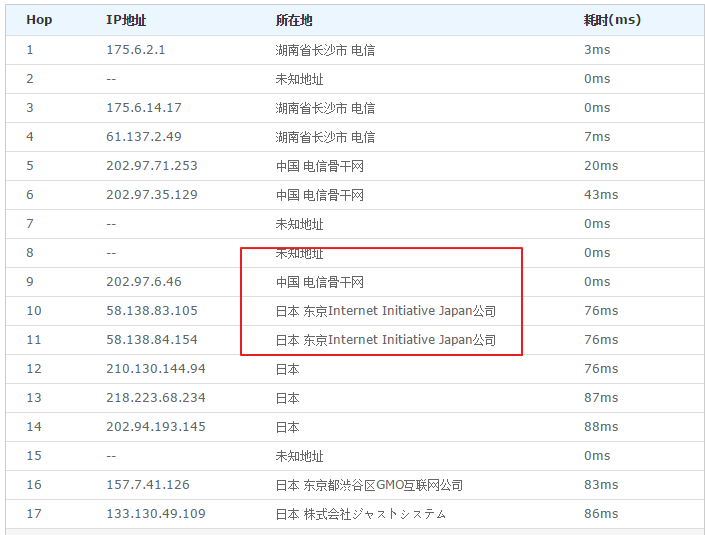 Hop IP地址 所在地 耗时(ms)
1 175.6.2.1 湖南省长沙市 电信 3ms
2 -- 未知地址 0ms
3 175.6.14.17 湖南省长沙市 电信 0ms
4 61.137.2.49 湖南省长沙市 电信 7ms
5 202.97.71.253 中国 电信骨干网 20ms
6 202.97.35.129 中国 电信骨干网 43ms
7 -- 未知地址 0ms
8 -- 未知地址 0ms
9 202.97.6.46 中国 电信骨干网 0ms
10 58.138.83.105 日本 东京Internet Initiative Japan公司 76ms
11 58.138.84.154 日本 东京Internet Initiative Japan公司 76ms
12 210.130.144.94 日本 76ms
13 218.223.68.234 日本 87ms
14 202.94.193.145 日本 88ms
15 -- 未知地址 0ms
16 157.7.41.126 日本 东京都渋谷区GMO互联网公司 83ms
17 133.130.49.109 日本 株式会社ジャストシステム 86ms